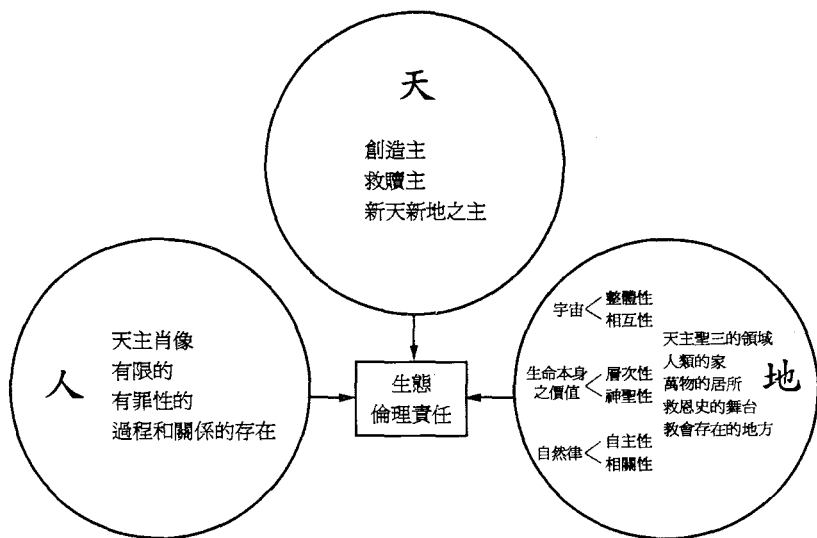 天
創造主
救贖主
新天新地之主
人
天主肖像
有限的
有罪性的
過程和關係的存在
生態
倫理責任
宇宙
整體性
相互性
生命本身
之價值
層次性
神聖性
自然律
自主性
相關性
天主聖三的領域
人類的家
萬物的居所
救恩史的舞台
教會存在的地方
地